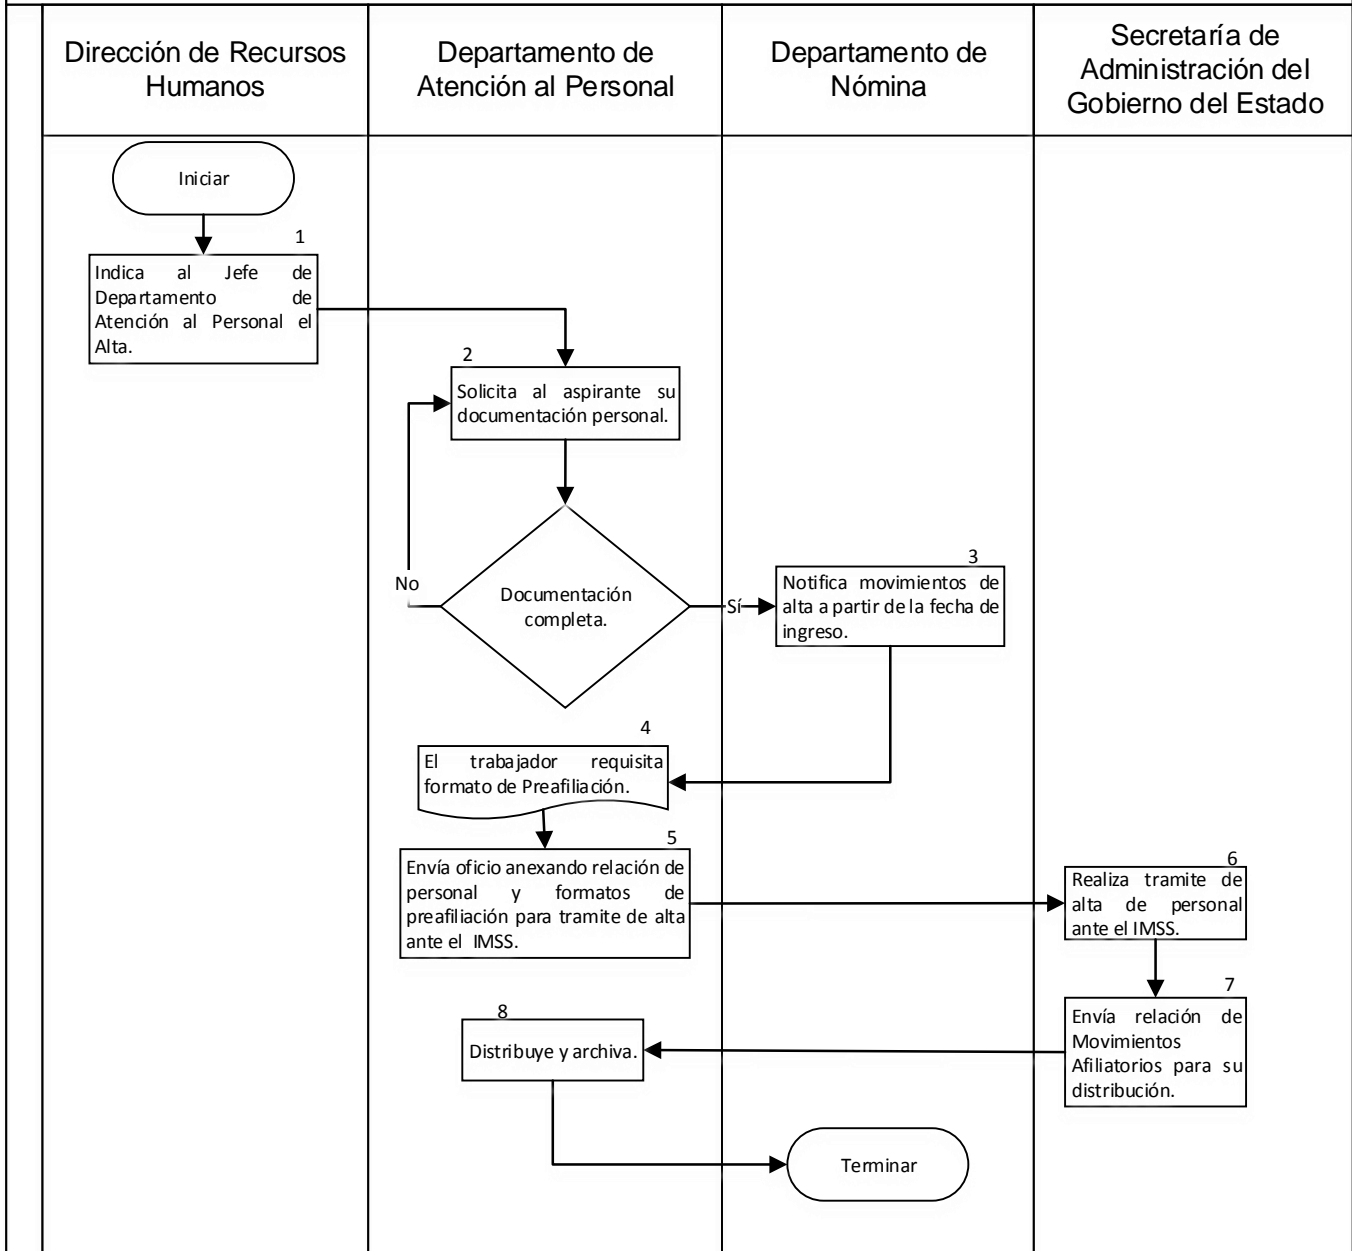 Dirección de Recursos
Humanos
Departamento de
Atención al Personal
Departamento de
Nómina
Secretaría de
Administración del
Gobierno del Estado
Iniciar
1
Indica al Jefe de
Departamento de
Atención al Personal el
Alta.
2
Solicita al aspirante su
documentación personal.
No
Documentación
completa.
Sí
3
Notifica movimientos de
alta a partir de la fecha de
ingreso.
4
El trabajador requisita
formato de Preafiliación.
5
Envía oficio anexando relación de
personal y formatos de
preafiliación para tramite de alta
ante el IMSS.
6
Realiza tramite de
alta de personal
ante el IMSS.
7
Envía relación de
Movimientos
Afiliatorios para su
distribución.
8
Distribuye y archiva.
Terminar